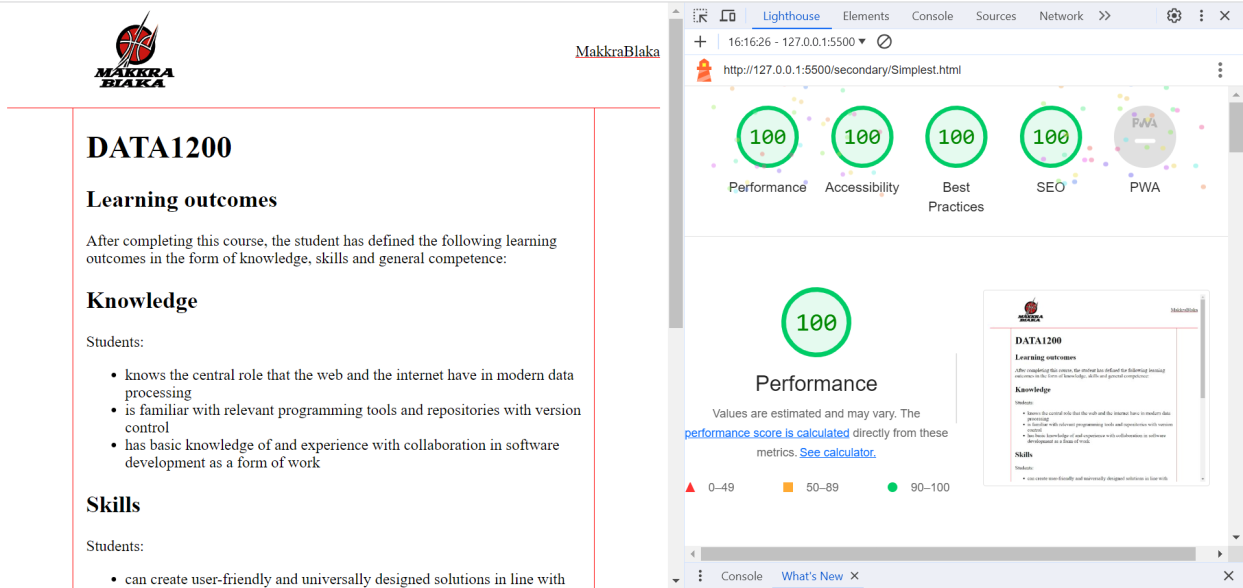 MAKKRA
BLAKA
MakkraBlaka
DATA1200
Learning outcomes
After completing this course, the student has defined the following learning
outcomes in the form of knowledge, skills and general competence:
Knowledge
Students:
• knows the central role that the web and the internet have in modern data
processing
• is familiar with relevant programming tools and repositories with version
control
• has basic knowledge of and experience with collaboration in software
development as a form of work
Skills
Students:
• can create user-friendly and universally designed solutions in line with
Lighthouse Elements Console Sources Network
16:16:26 - 127.0.0.1:5500
http://127.0.0.1:5500/secondary/Simplest.html
100 100 100 100 PWA
Performance Accessibility Best Practices SEO PWA
100
Performance
Values are estimated and may vary. The
performance score is calculated directly from these
metrics. See calculator.
0–49 50–89 90–100
MakkraBlaka
DATA1200
Learning outcomes
After completing this course, the student has defined the following learning
outcomes in the form of knowledge, skills and general competence:
Knowledge
Students:
• knows the central role that the web and the internet have in modern data
processing
• is familiar with relevant programming tools and repositories with version
control
• has basic knowledge of and experience with collaboration in software
development as a form of work
Skills
Students:
• can create user-friendly and universally designed solutions in line with
Console What's New